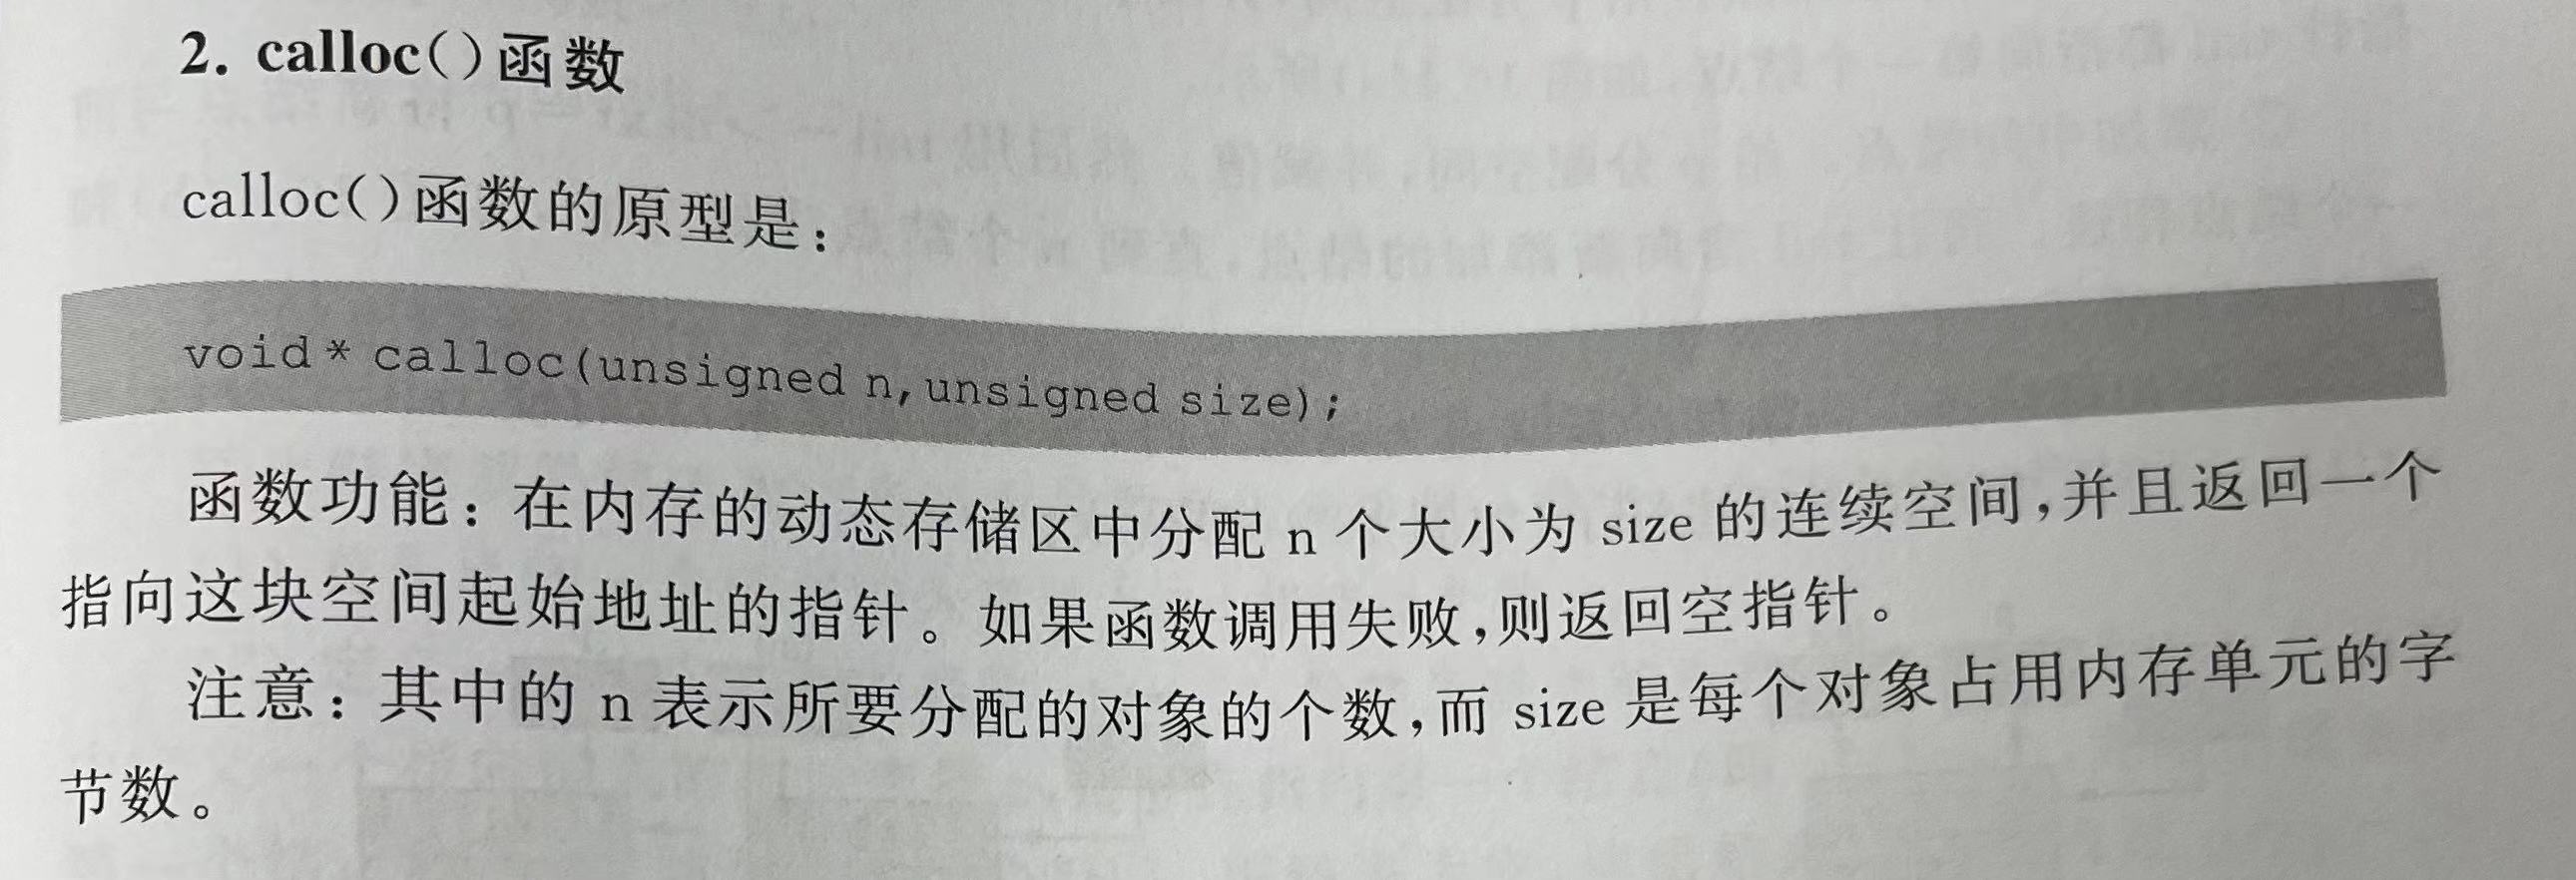 2. calloc()函数
calloc()函数的原型是：
void* calloc(unsigned n,unsigned size);
函数功能：在内存的动态存储区中分配 n 个大小为 size 的连续空间,并且返回一个
指向这块空间起始地址的指针。如果函数调用失败,则返回空指针。
注意：其中的 n 表示所要分配的对象的个数,而 size 是每个对象占用内存单元的字
节数。